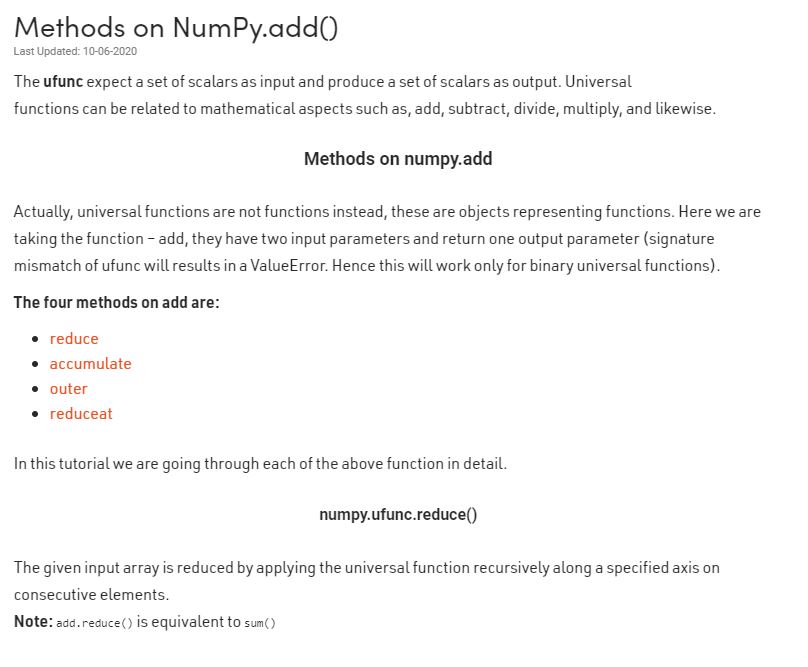 Methods on NumPy.add()
Last Updated: 10-06-2020
The ufunc expect a set of scalars as input and produce a set of scalars as output. Universal
functions can be related to mathematical aspects such as, add, subtract, divide, multiply, and likewise.
Methods on numpy.add
Actually, universal functions are not functions instead, these are objects representing functions. Here we are
taking the function – add, they have two input parameters and return one output parameter (signature
mismatch of ufunc will results in a ValueError. Hence this will work only for binary universal functions).
The four methods on add are:
• reduce
• accumulate
• outer
• reduceat
In this tutorial we are going through each of the above function in detail.
numpy.ufunc.reduce()
The given input array is reduced by applying the universal function recursively along a specified axis on
consecutive elements.
Note: add.reduce() is equivalent to sum()